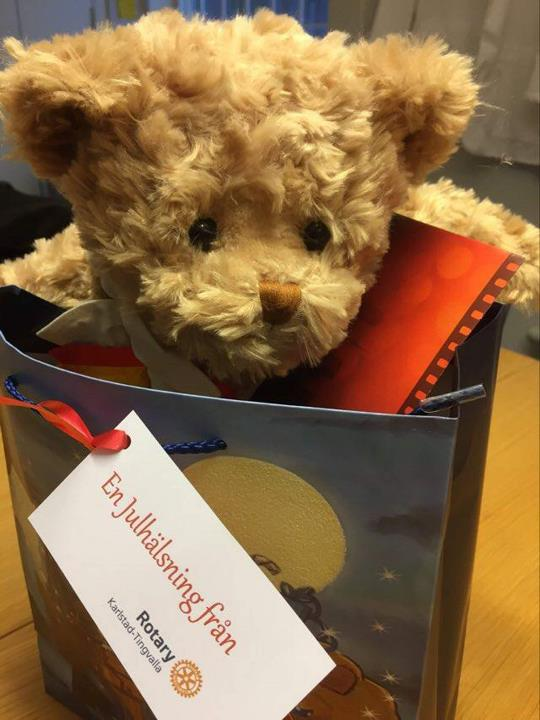 En Julhälsning från
Rotary
Karlstad-Tingvalla